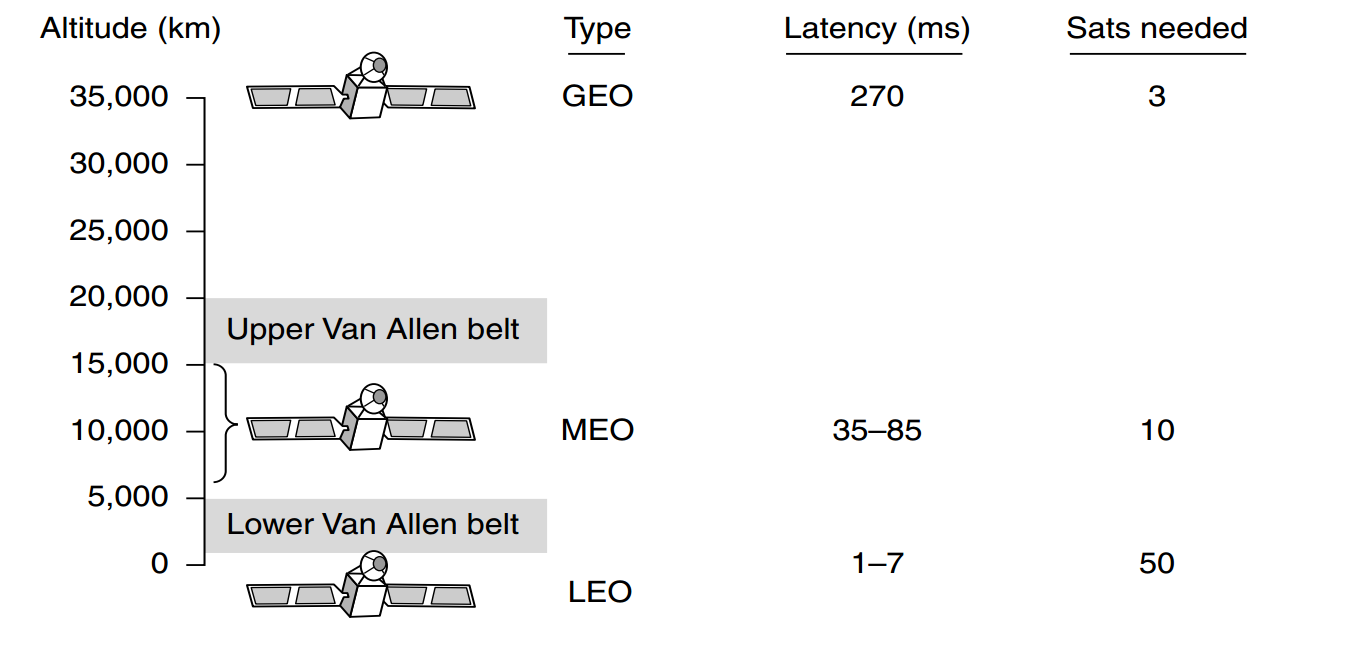 Altitude (km) Type Latency (ms) Sats needed
35,000 GEO 270 3
30,000
25,000
20,000
Upper Van Allen belt
15,000
10,000 MEO 35–85 10
5,000
Lower Van Allen belt
0 1–7 50
LEO